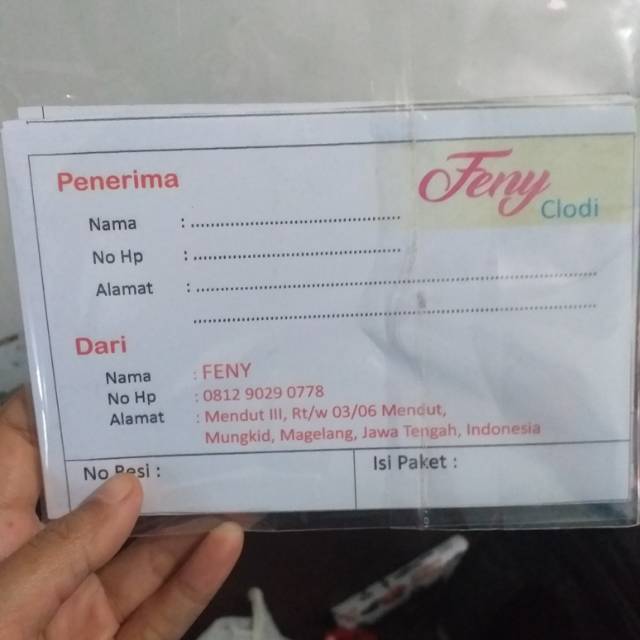 Penerima
Feny
Clodi
Nama : ....................................................
No Hp : ....................................................
Alamat : ....................................................
....................................................
Dari
Nama : FENY
No Hp : 0812 9029 0778
Alamat : Mendut III, Rt/w 03/06 Mendut,
Mungkid, Magelang, Jawa Tengah, Indonesia
No Resi :
Isi Paket :